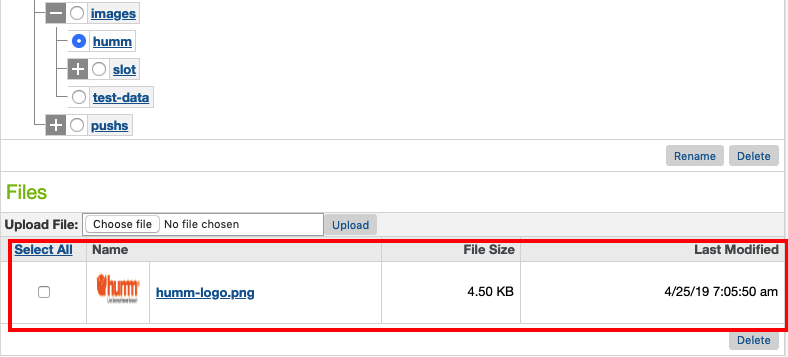 images
humm
slot
test-data
pushs
Rename Delete
Files
Upload File: Choose file No file chosen Upload
Select All Name File Size Last Modified
humm
humm-logo.png 4.50 KB 4/25/19 7:05:50 am
Delete